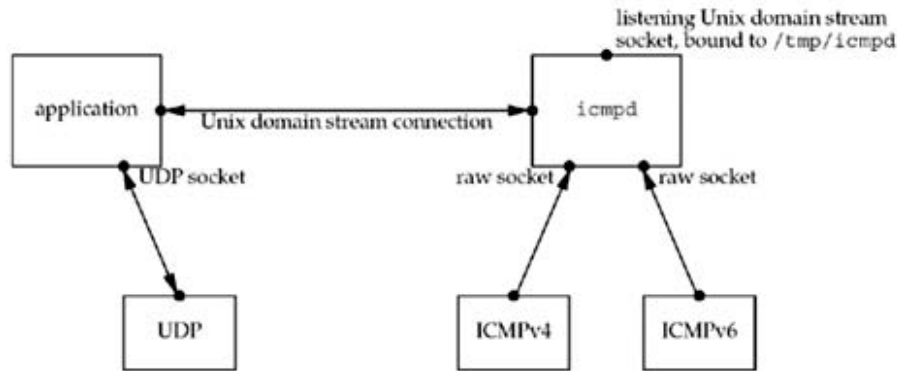 listening Unix domain stream
socket, bound to /tmp/icmpd
application
icmpd
Unix domain stream connection
UDP socket
raw socket
raw socket
UDP
ICMPv4
ICMPv6